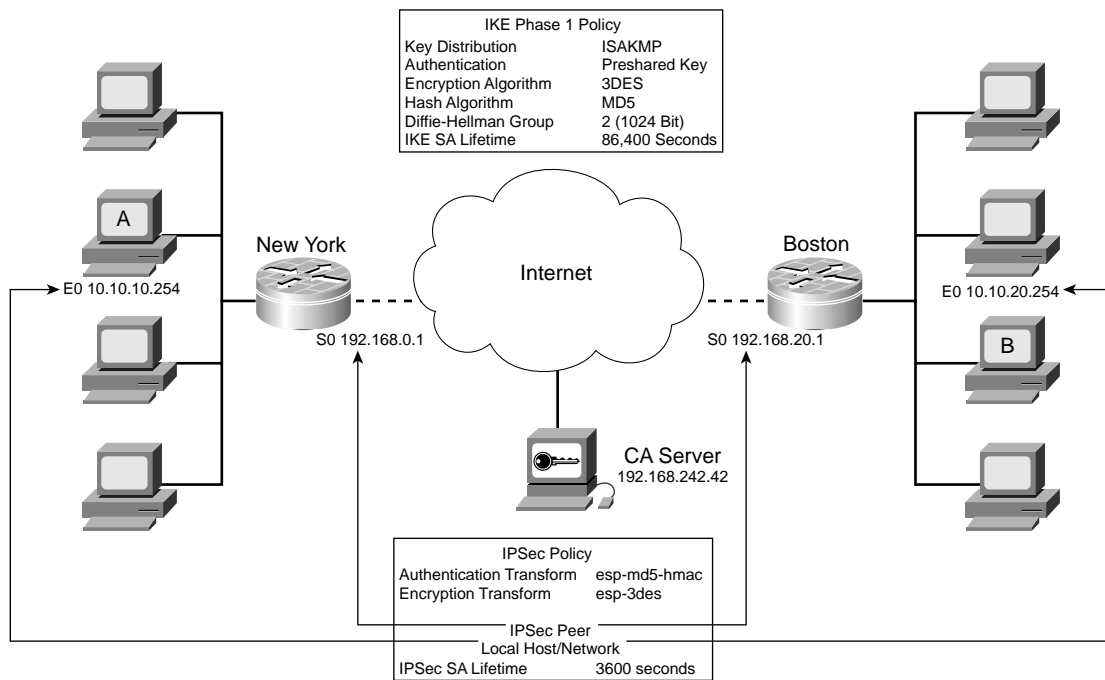 IKE Phase 1 Policy
Key Distribution ISAKMP
Authentication Preshared Key
Encryption Algorithm 3DES
Hash Algorithm MD5
Diffie-Hellman Group 2 (1024 Bit)
IKE SA Lifetime 86,400 Seconds
A
New York
E0 10.10.10.254
S0 192.168.0.1
Internet
Boston
E0 10.10.20.254
S0 192.168.20.1
B
CA Server
192.168.242.42
IPSec Policy
Authentication Transform esp-md5-hmac
Encryption Transform esp-3des
IPSec Peer
Local Host/Network
IPSec SA Lifetime 3600 seconds